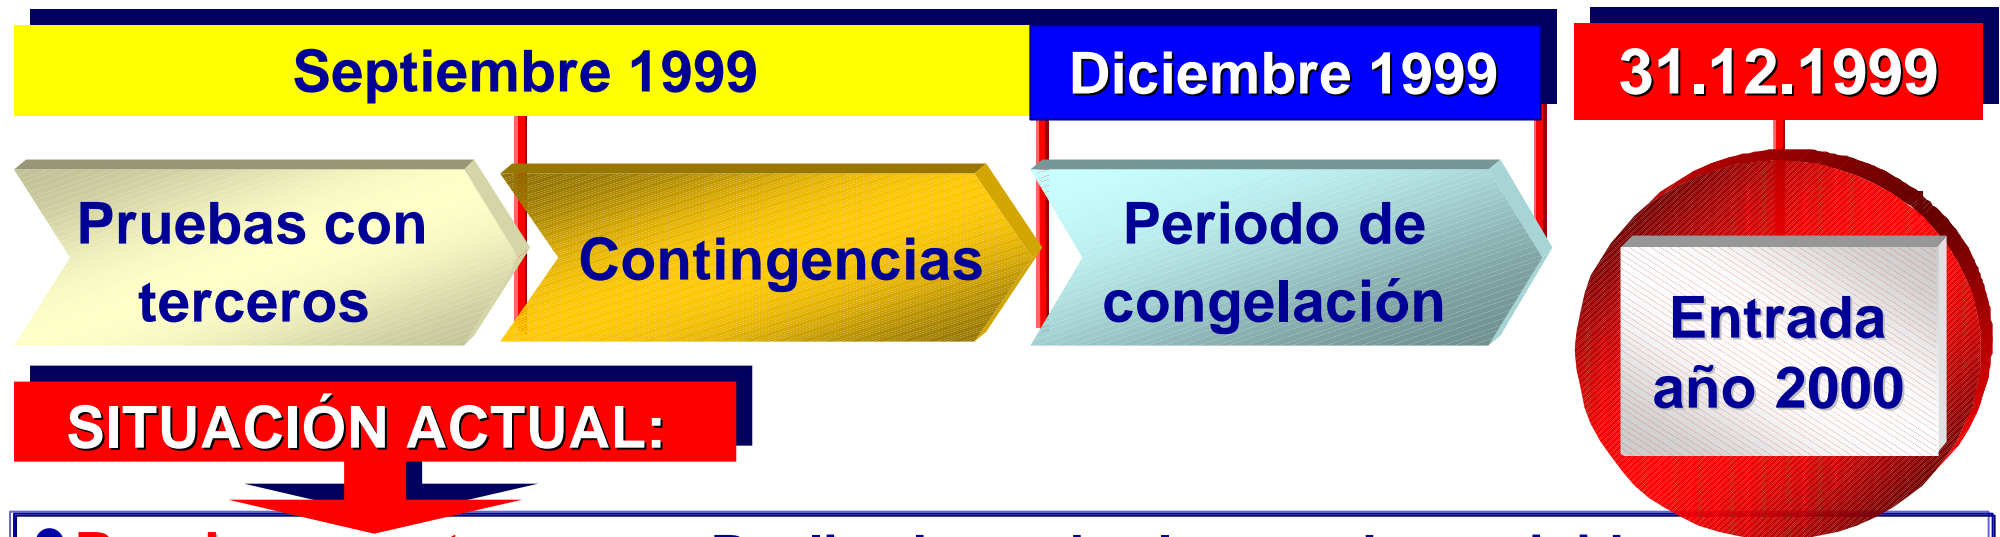 Septiembre 1999
Diciembre 1999
31.12.1999
Pruebas con
terceros
Contingencias
Periodo de
congelación
Entrada
año 2000
SITUACIÓN ACTUAL: